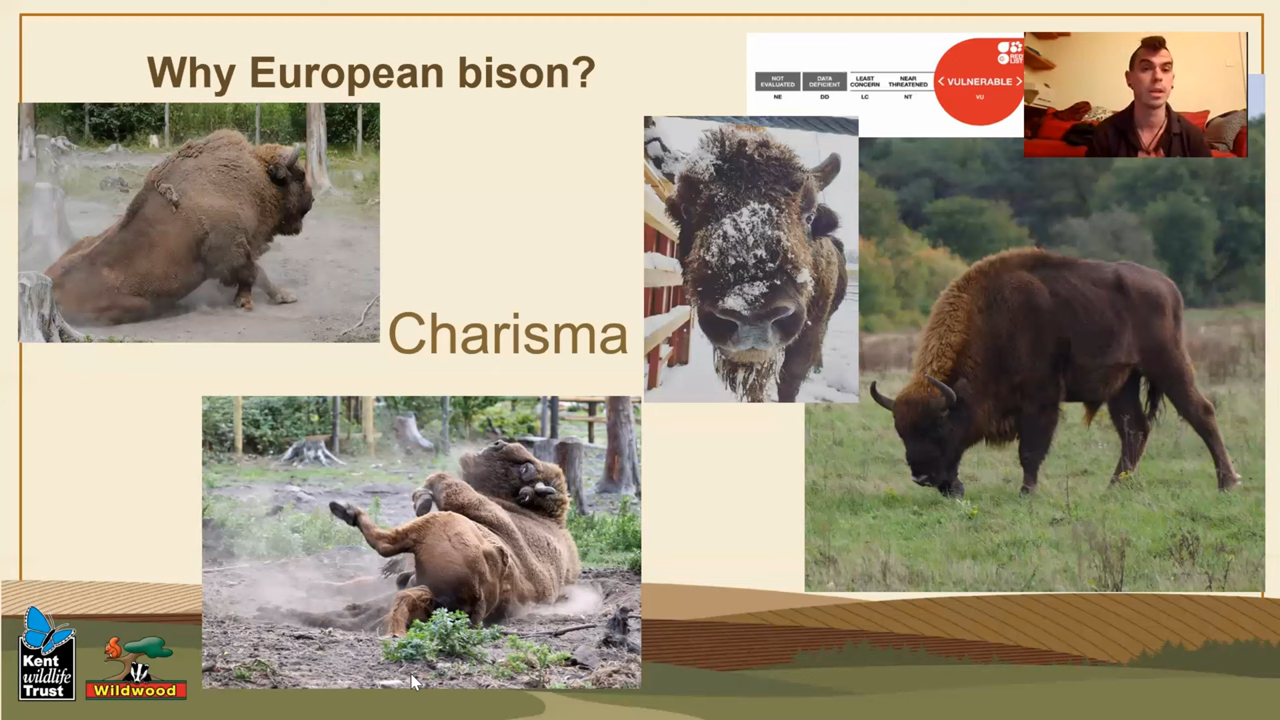 Why European bison?
NOT EVALUATED
DATA DEFICIENT
LEAST CONCERN
NEAR THREATENED
< VULNERABLE >
NE
DD
LC
NT
VU
Charisma
Kent
wildlife
Trust
Wildwood